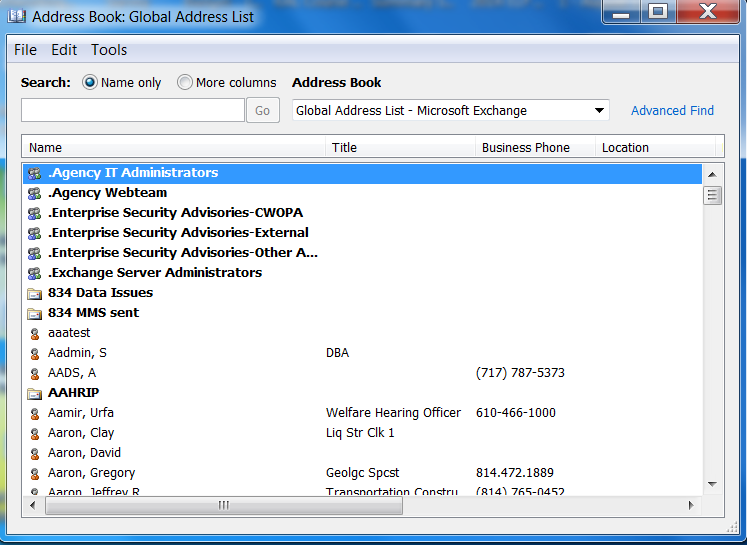 Address Book: Global Address List
File Edit Tools
Search: Name only More columns Address Book
Go Global Address List - Microsoft Exchange Advanced Find
Name Title Business Phone Location
.Agency IT Administrators
.Agency Webteam
.Enterprise Security Advisories-CWOPA
.Enterprise Security Advisories-External
.Enterprise Security Advisories-Other A...
.Exchange Server Administrators
834 Data Issues
834 MMS sent
aaatest
Aadmin, S DBA
AADS, A (717) 787-5373
AAHRIP
Aamir, Urfa Welfare Hearing Officer 610-466-1000
Aaron, Clay Liq Str Clk 1
Aaron, David
Aaron, Gregory Geolgc Spcst 814.472.1889
Aaron, Jeffrey R Transportation Constru (814) 765-0452